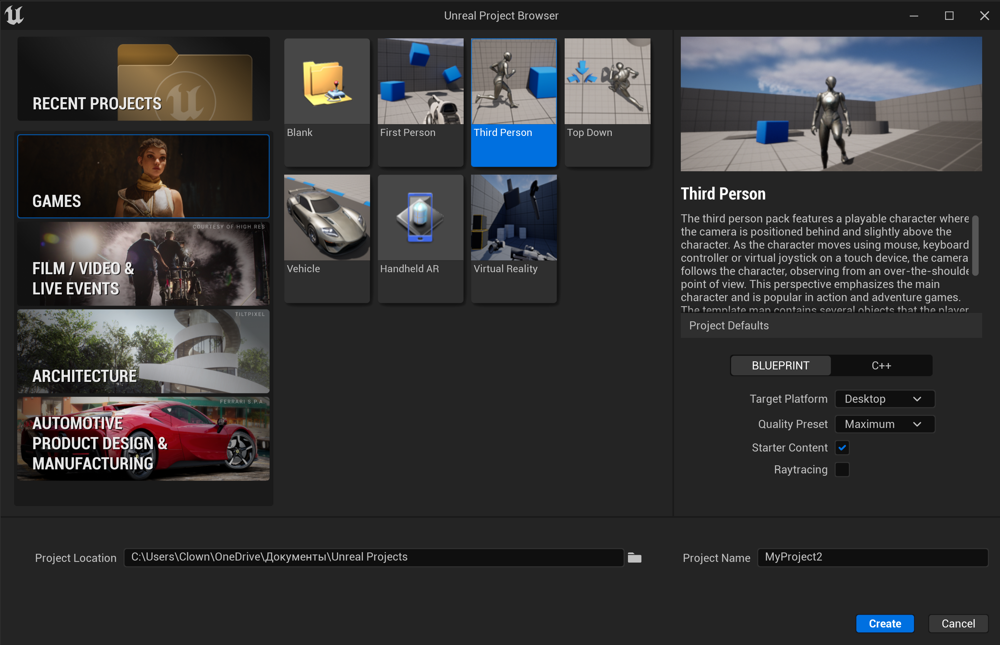 Unreal Project Browser
RECENT PROJECTS
GAMES
COURTESY OF HIGH RES
FILM / VIDEO &
LIVE EVENTS
TILTPIXEL
ARCHITECTURE
FERRARI S.P.A.
AUTOMOTIVE
PRODUCT DESIGN &
MANUFACTURING
Blank
First Person
Third Person
Top Down
Vehicle
Handheld AR
Virtual Reality
Third Person
The third person pack features a playable character where
the camera is positioned behind and slightly above the
character. As the character moves using mouse, keyboard
controller or virtual joystick on a touch device, the camera
follows the character, observing from an over-the-shoulde
point of view. This perspective emphasizes the main
character and is popular in action and adventure games.
The template map contains several objects that the player
Project Defaults
BLUEPRINT
C++
Target Platform
Desktop
Quality Preset
Maximum
Starter Content
Raytracing
Project Location
C:\Users\Clown\OneDrive\Документы\Unreal Projects
Project Name
MyProject2
Create
Cancel